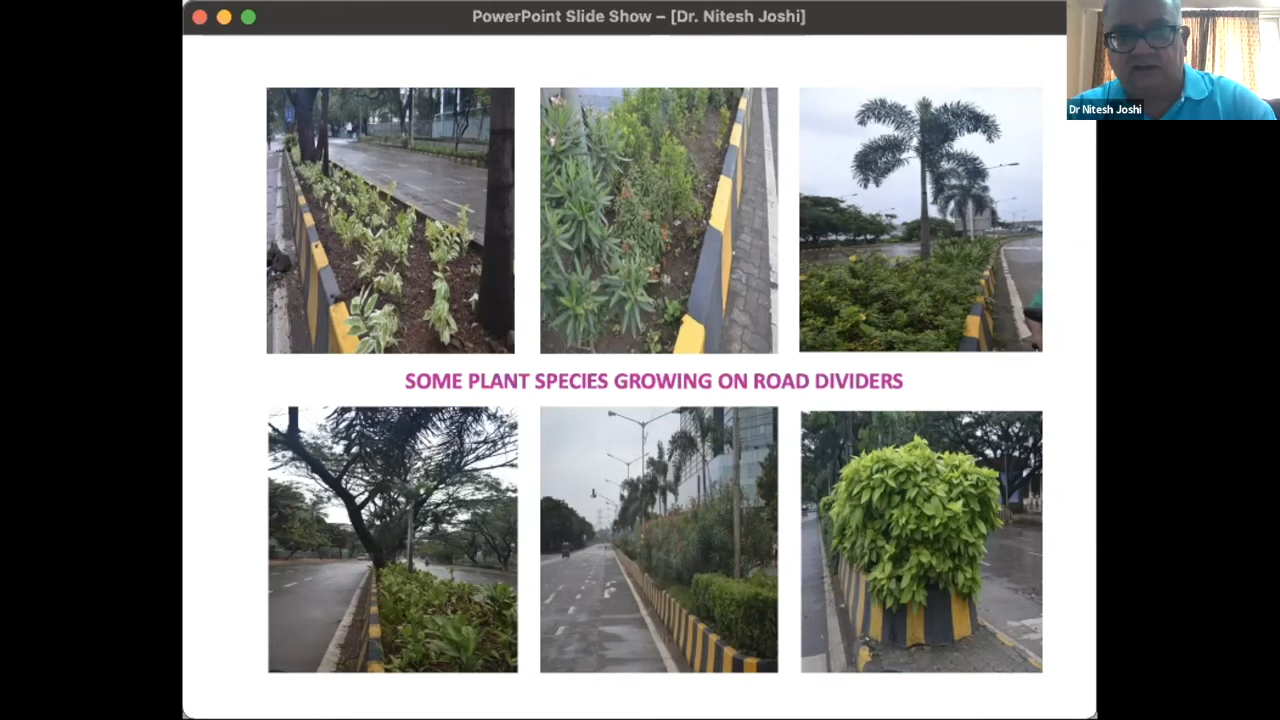 PowerPoint Slide Show – [Dr. Nitesh Joshi]
Dr Nitesh Joshi
SOME PLANT SPECIES GROWING ON ROAD DIVIDERS